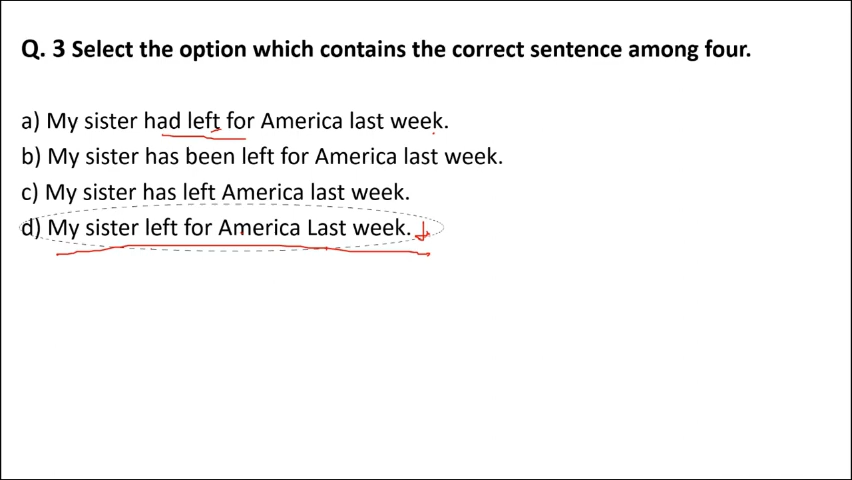 Q. 3 Select the option which contains the correct sentence among four.
a) My sister had left for America last week.
b) My sister has been left for America last week.
c) My sister has left America last week.
d) My sister left for America Last week.